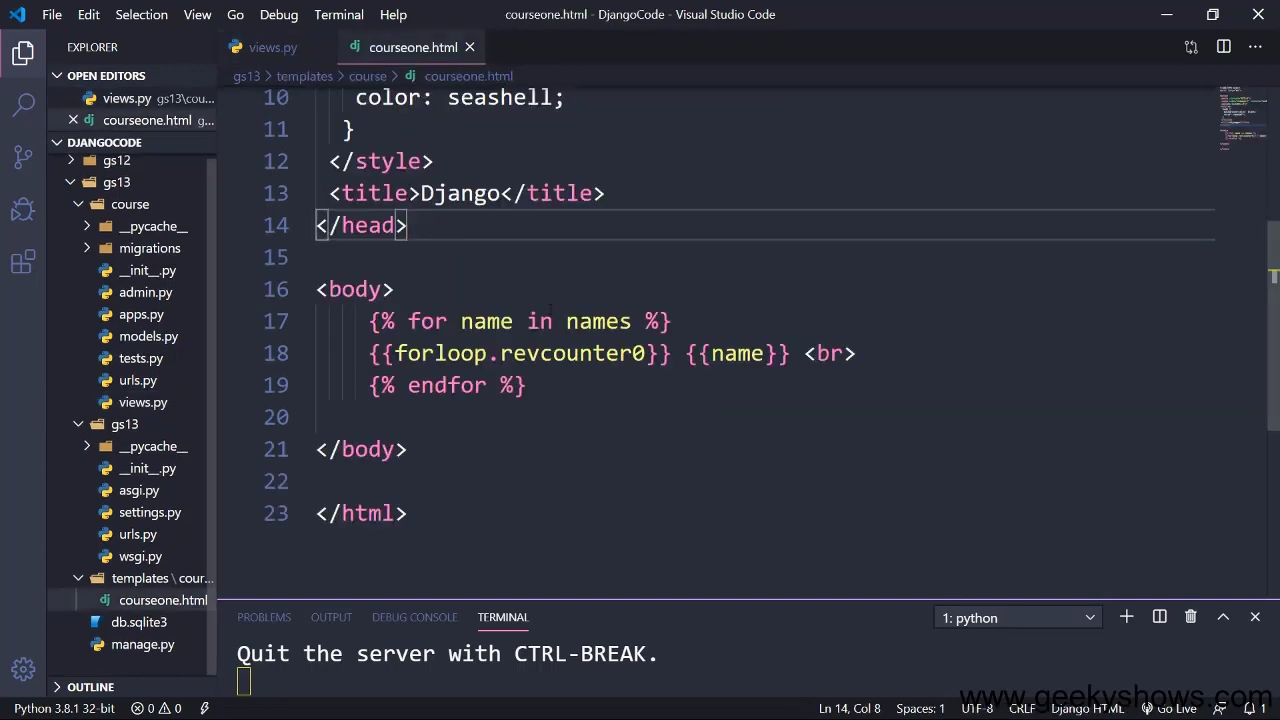 File Edit Selection View Go Debug Terminal Help courseone.html - DjangoCode - Visual Studio Code
EXPLORER
views.py
courseone.html
OPEN EDITORS
gs13 templates course courseone.html
views.py gs13\cou...
courseone.html g...
DJANGOCODE
gs12
gs13
course
__pycache__
migrations
__init__.py
admin.py
apps.py
models.py
tests.py
urls.py
views.py
gs13
__pycache__
__init__.py
asgi.py
settings.py
urls.py
wsgi.py
templates \ cour...
courseone.html
db.sqlite3
manage.py
OUTLINE
10 color: seashell;
11 }
12 </style>
13 <title>Django</title>
14 </head>
15
16 <body>
17 {% for name in names %}
18 {{forloop.revcounter0}} {{name}} <br>
19 {% endfor %}
20
21 </body>
22
23 </html>
PROBLEMS OUTPUT DEBUG CONSOLE TERMINAL 1: python
Quit the server with CTRL-BREAK.
www.geekyshows.com
Python 3.8.1 32-bit 0 0 Ln 14, Col 8 Spaces: 1 UTF-8 CRLF Django HTML Go Live 1